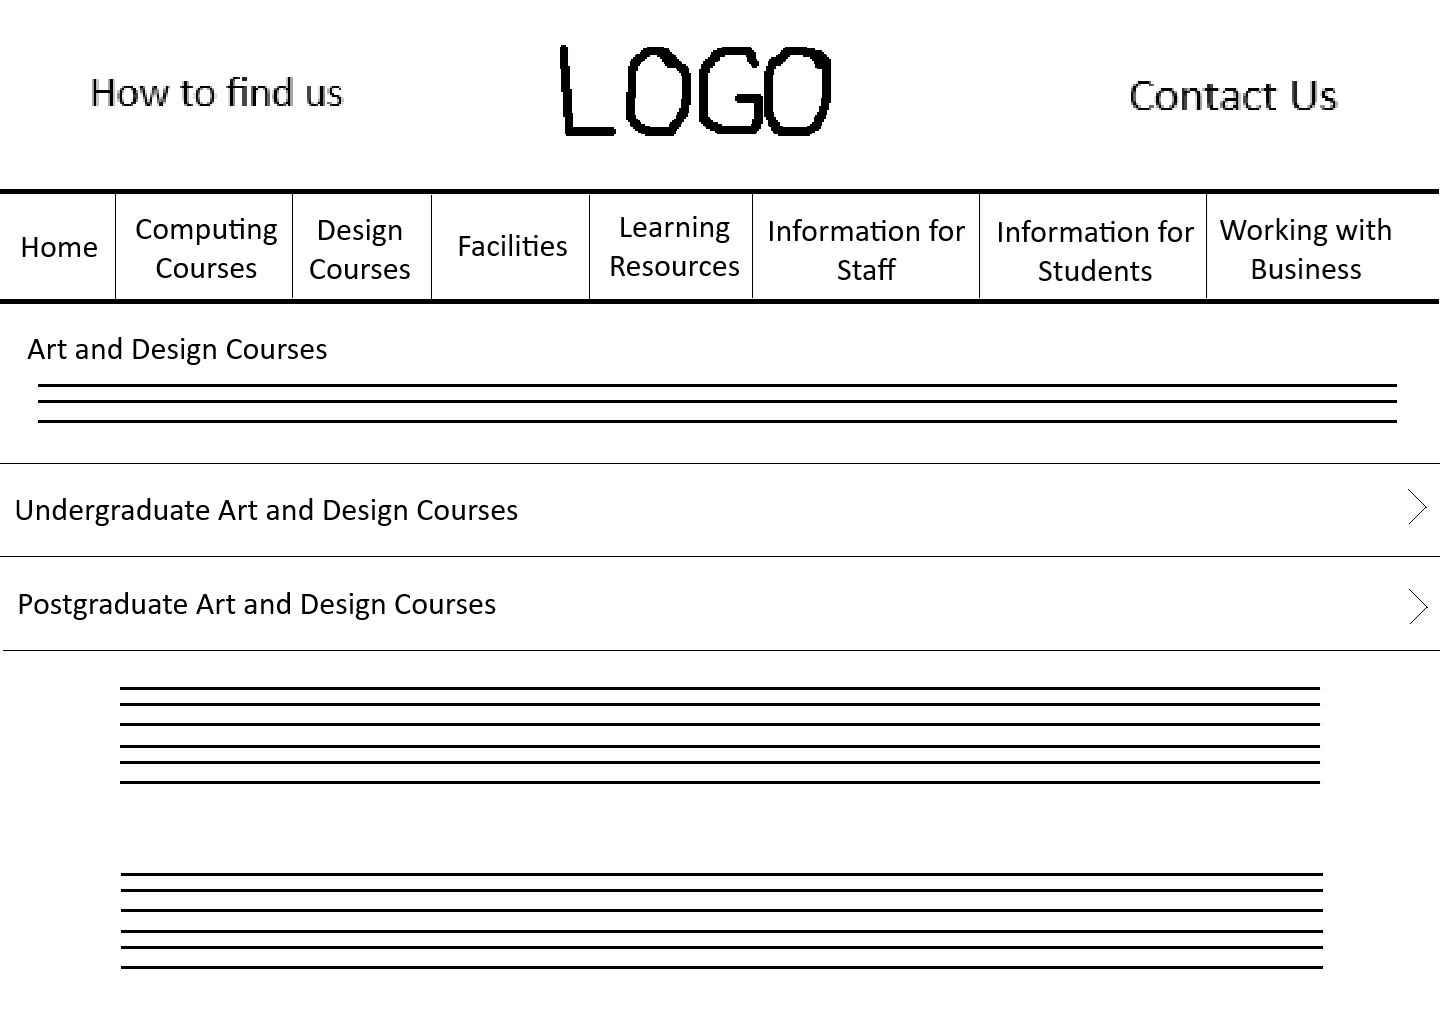 How to find us
LOGO
Contact Us
Home
Computing
Courses
Design
Courses
Facilities
Learning
Resources
Information for
Staff
Information for
Students
Working with
Business
Art and Design Courses
Undergraduate Art and Design Courses
Postgraduate Art and Design Courses